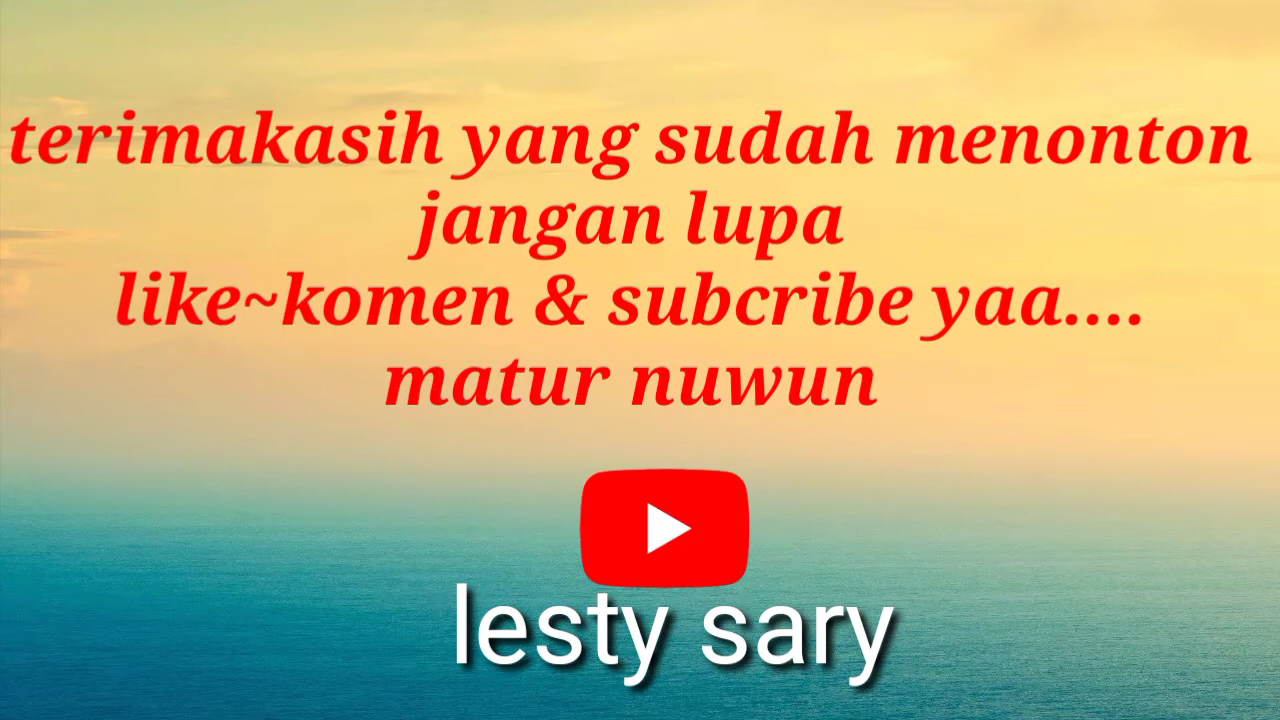 terimakasih yang sudah menonton
jangan lupa
like~komen & subcribe yaa....
matur nuwun
lesty sary